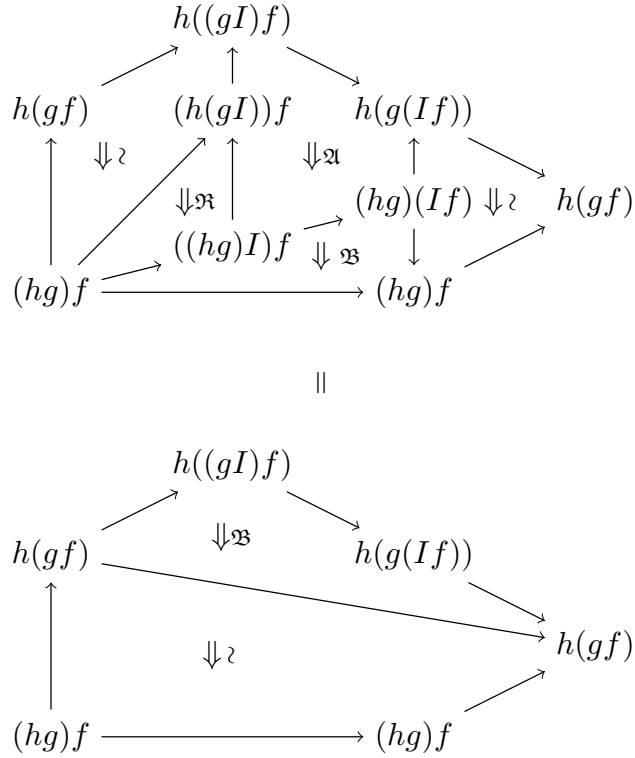 h((gI)f)
h(gf) (h(gI))f h(g(If))
⇓≀ ⇓𝔄
⇓ℜ (hg)(If) ⇓≀ h(gf)
((hg)I)f ⇓𝔅
(hg)f (hg)f
=
h((gI)f)
⇓𝔅
h(gf) h(g(If))
h(gf)
⇓≀
(hg)f (hg)f